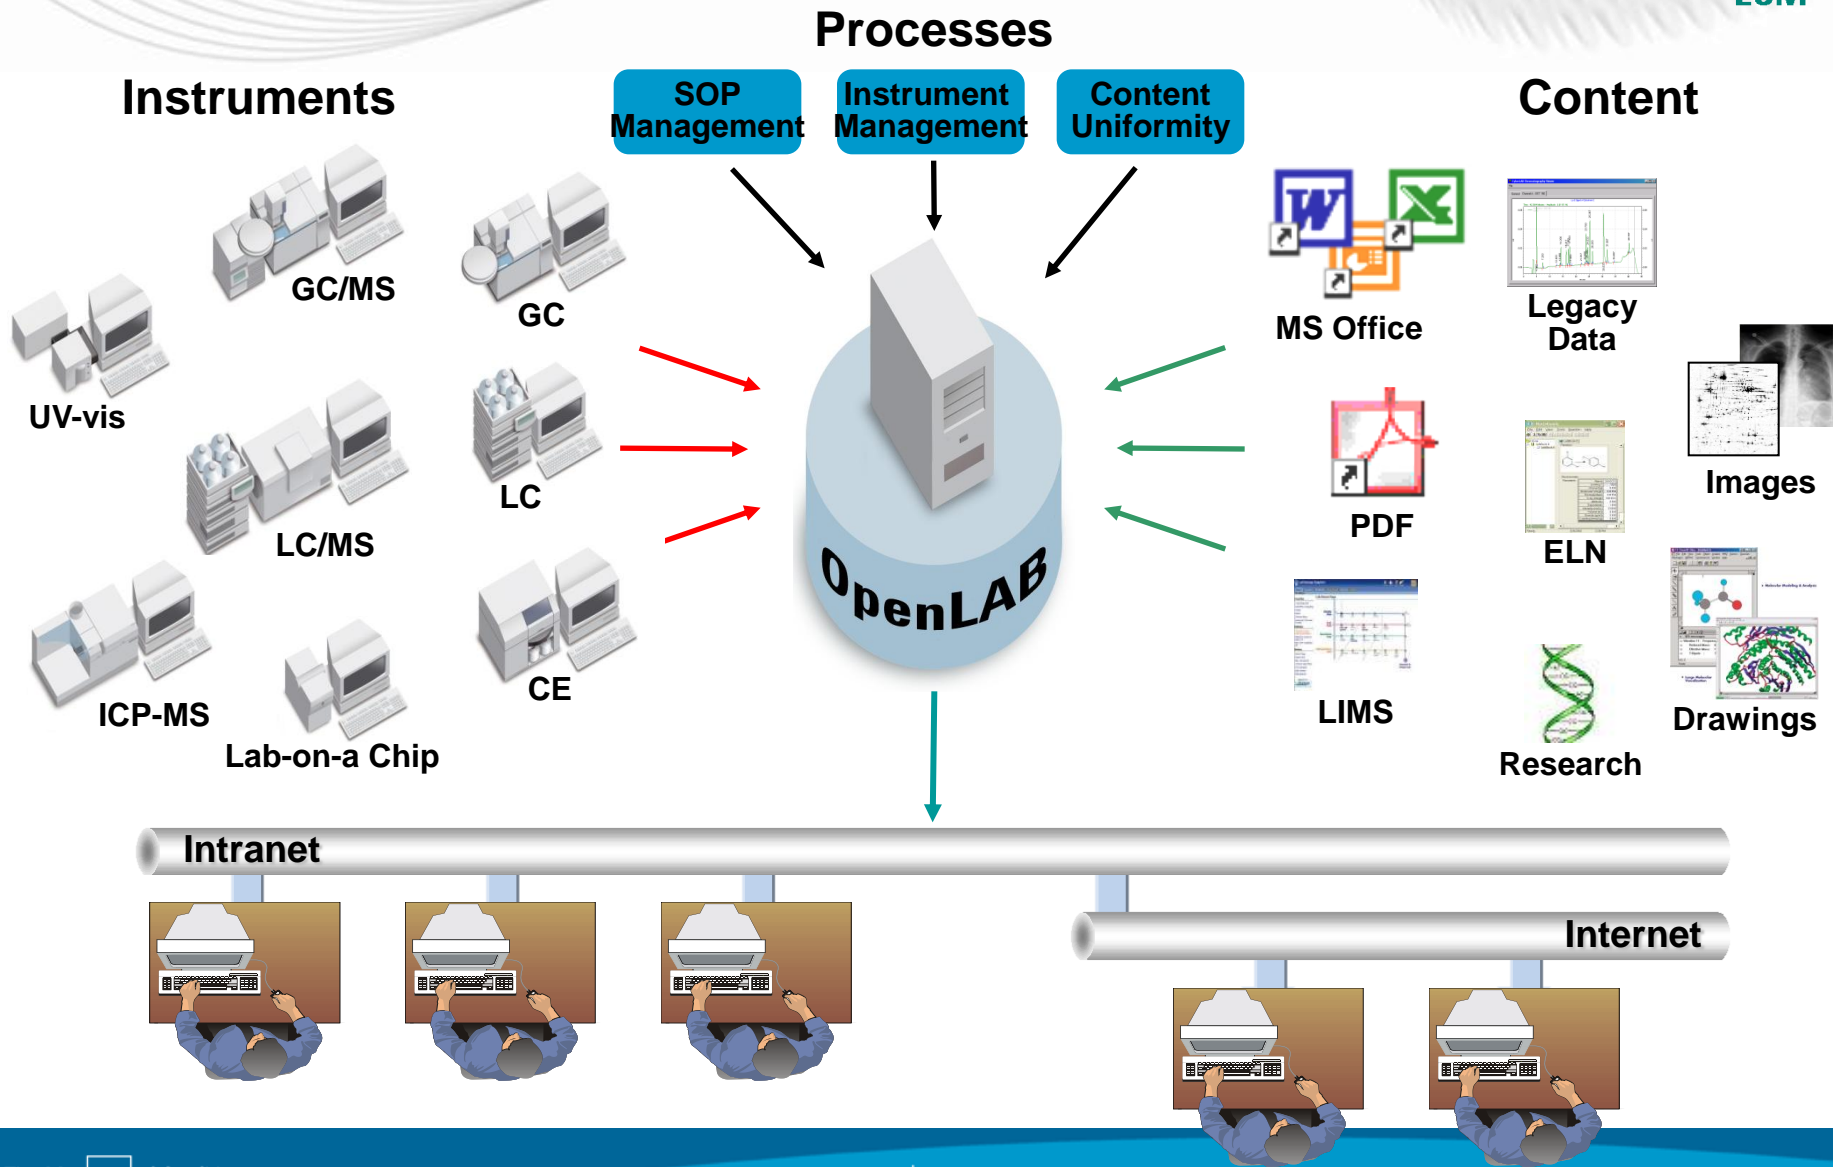 Processes
Instruments
Content
SOP
Management
Instrument
Management
Content
Uniformity
GC/MS
GC
UV-vis
LC
LC/MS
CE
ICP-MS
Lab-on-a Chip
OpenLAB
MS Office
Legacy
Data
Images
PDF
ELN
LIMS
Drawings
Research
Intranet
Internet